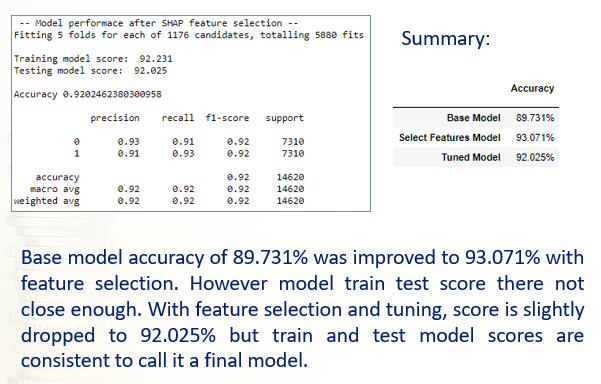 -- Model performace after SHAP feature selection --
Fitting 5 folds for each of 1176 candidates, totalling 5880 fits
Training model score: 92.231
Testing model score: 92.025
Accuracy 0.9202462380300958
precision recall f1-score support
0 0.93 0.91 0.92 7310
1 0.91 0.93 0.92 7310
accuracy 0.92 14620
macro avg 0.92 0.92 0.92 14620
weighted avg 0.92 0.92 0.92 14620
Summary:
Accuracy
Base Model 89.731%
Select Features Model 93.071%
Tuned Model 92.025%
Base model accuracy of 89.731% was improved to 93.071% with
feature selection. However model train test score there not
close enough. With feature selection and tuning, score is slightly
dropped to 92.025% but train and test model scores are
consistent to call it a final model.